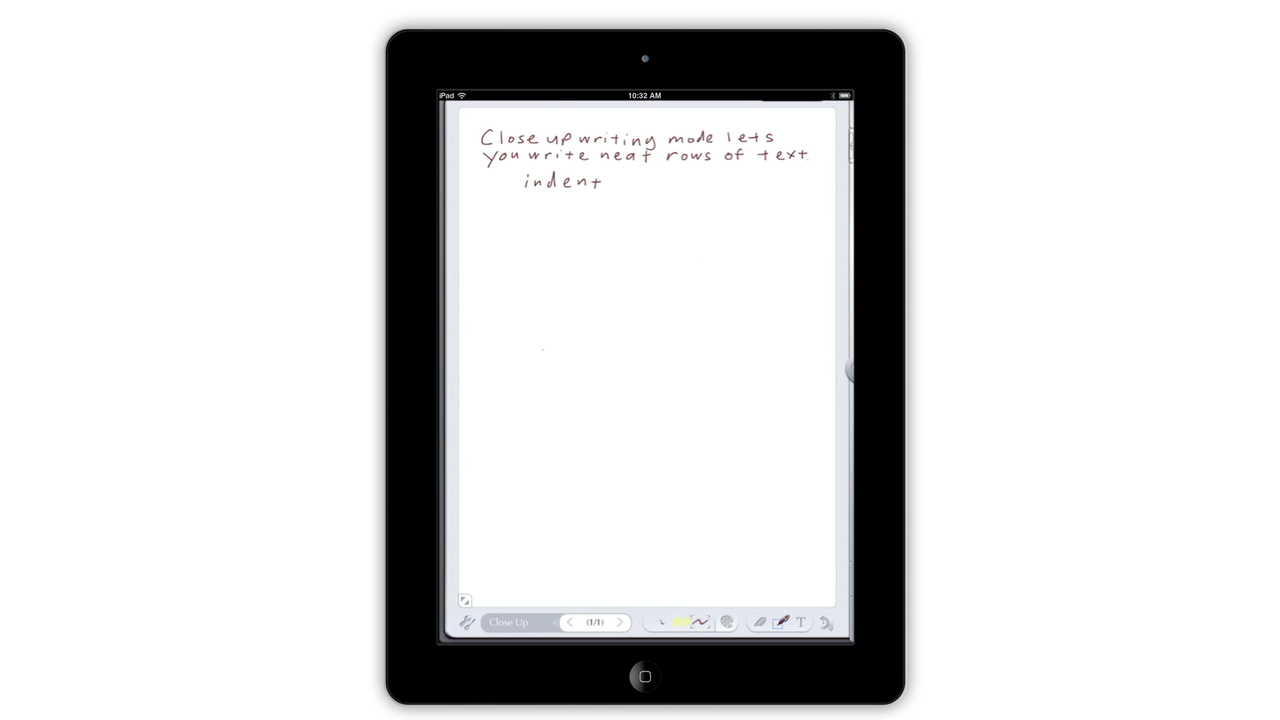 iPad 10:32 AM
Close up writing mode lets
you write neat rows of text.
indent
Close Up (1/1) T